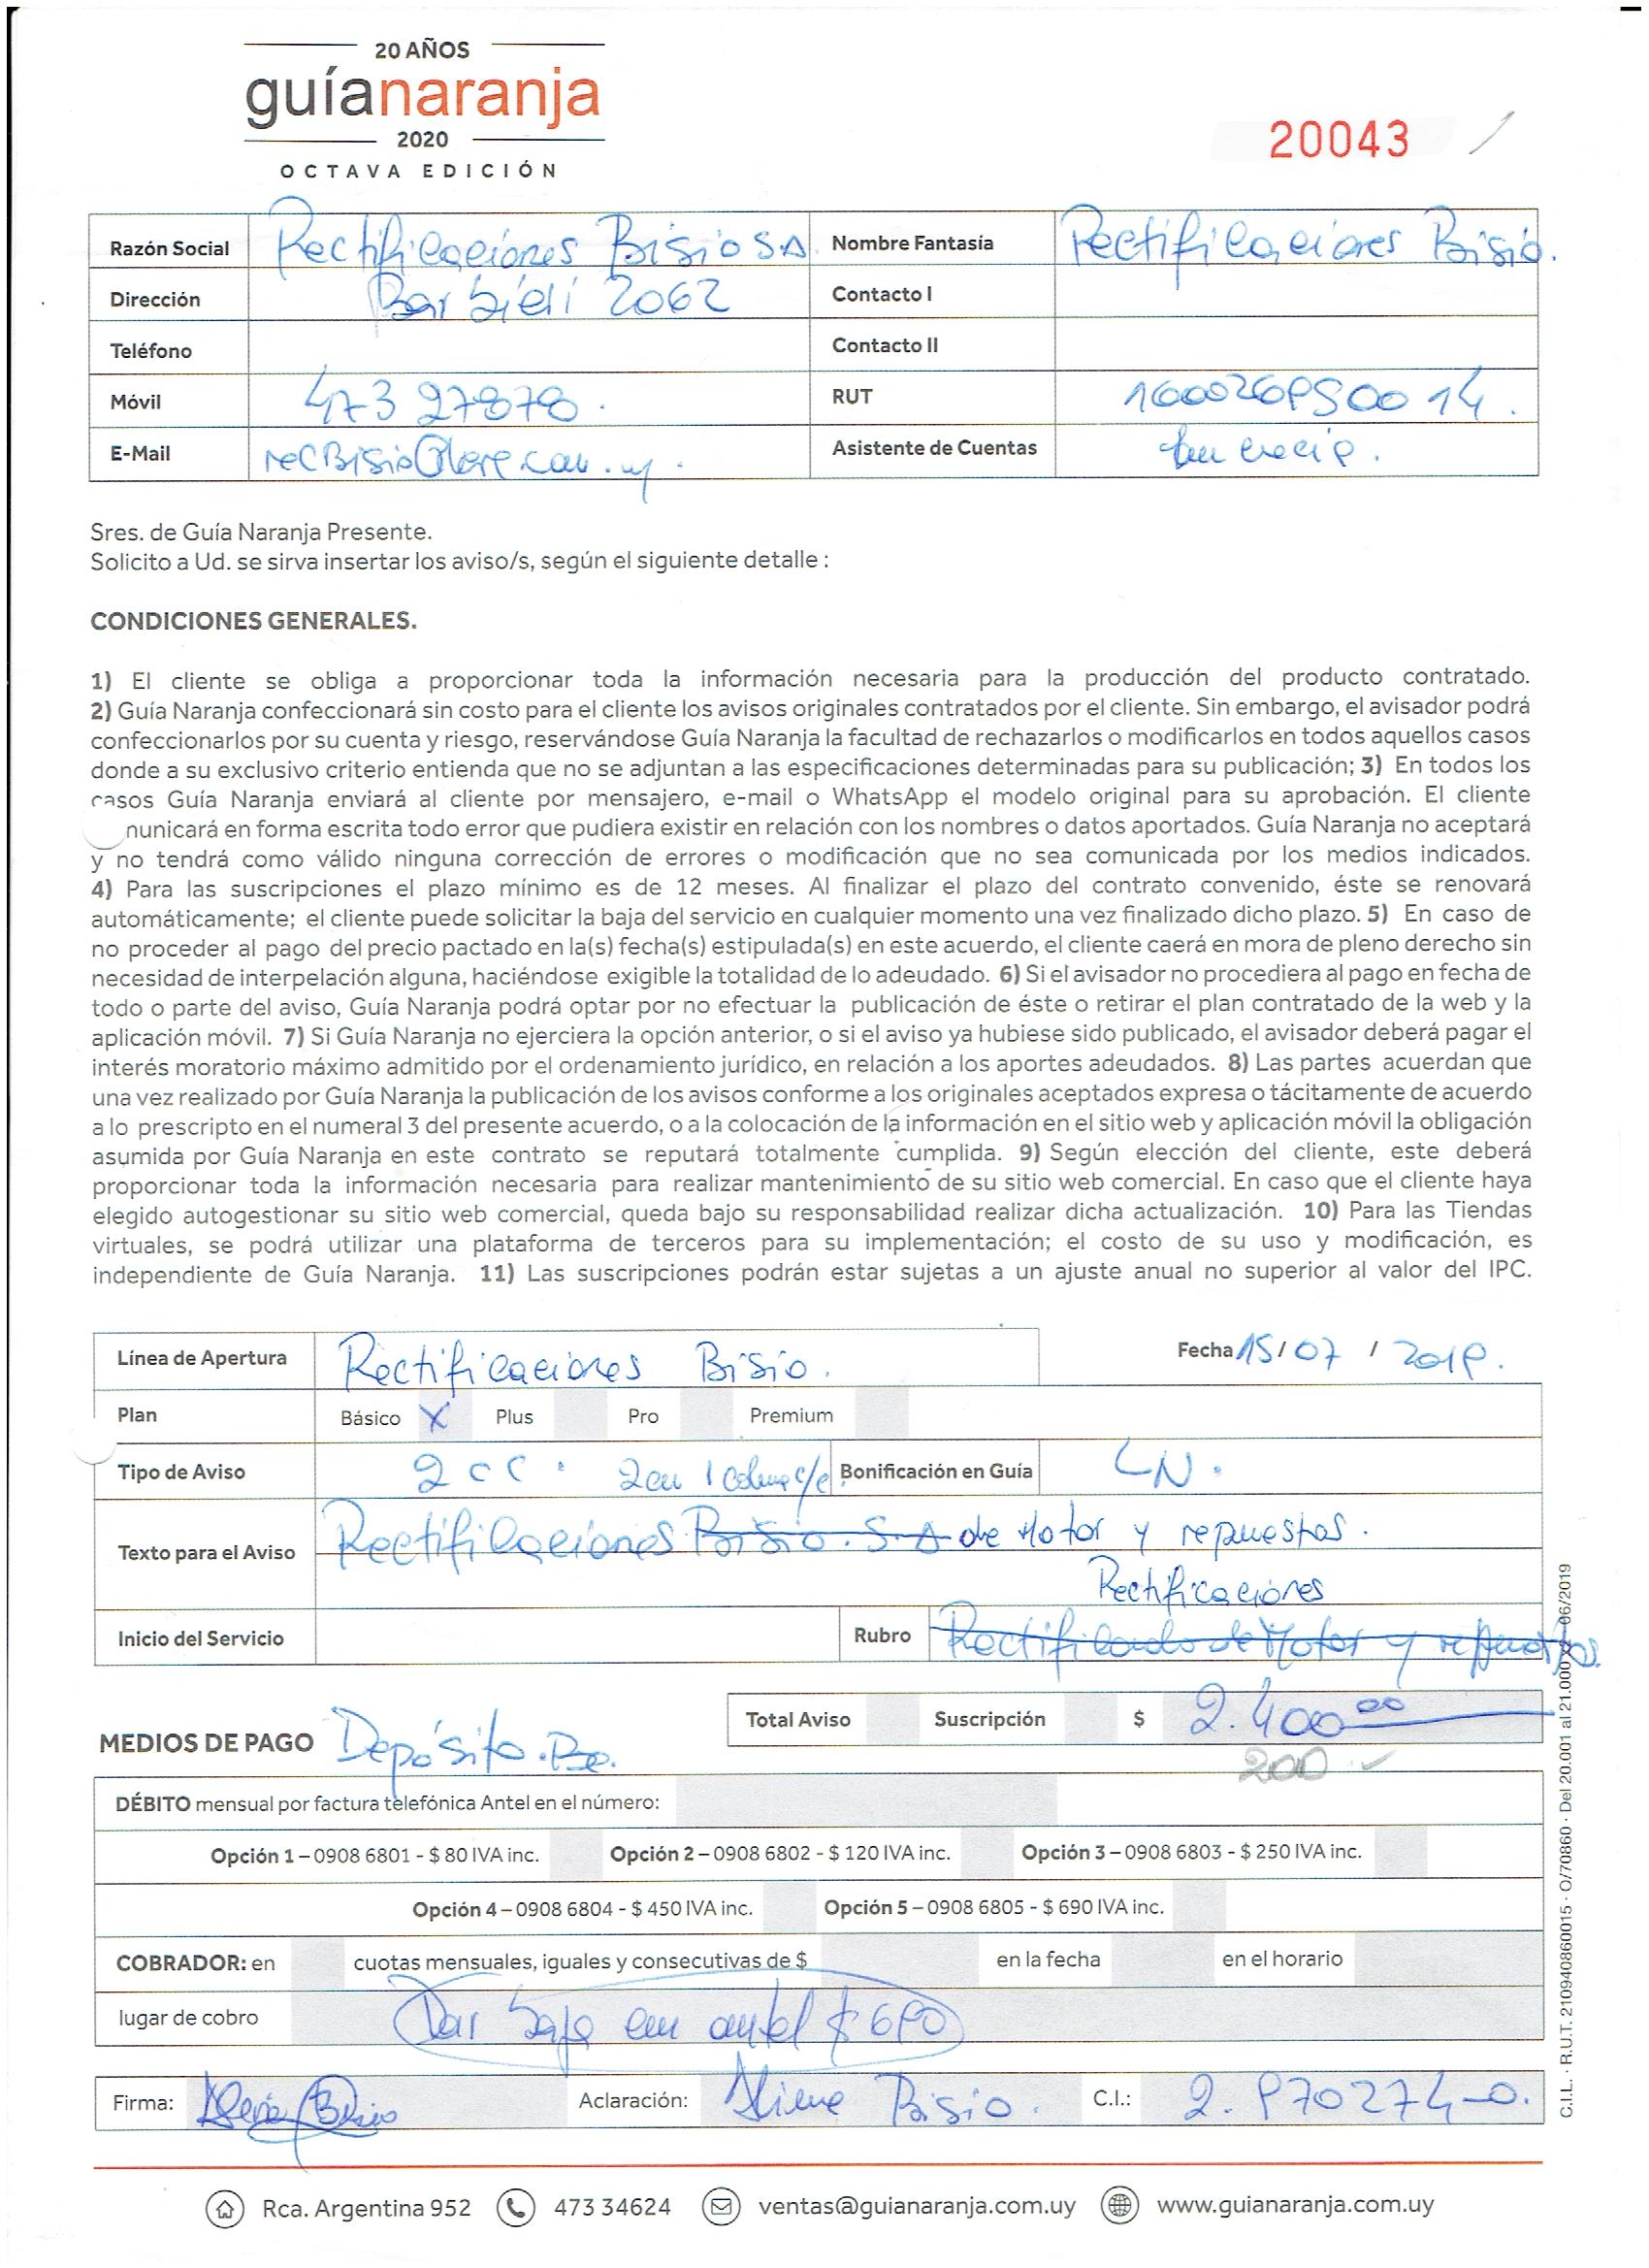 20 AÑOS
guíanaranja
2020
OCTAVA EDICIÓN
20043
Razón Social Rectificaciones Bisio SA Nombre Fantasía Rectificaciones Bisio.
Dirección Barbieri 2062 Contacto I
Teléfono Contacto II
Móvil 473 27878. RUT
E-Mail Asistente de Cuentas
Sres. de Guía Naranja Presente.
Solicito a Ud. se sirva insertar los aviso/s, según el siguiente detalle :
CONDICIONES GENERALES.
1) El cliente se obliga a proporcionar toda la información necesaria para la producción del producto contratado.
2) Guía Naranja confeccionará sin costo para el cliente los avisos originales contratados por el cliente. Sin embargo, el avisador podrá
confeccionarlos por su cuenta y riesgo, reservándose Guía Naranja la facultad de rechazarlos o modificarlos en todos aquellos casos
donde a su exclusivo criterio entienda que no se adjuntan a las especificaciones determinadas para su publicación; 3) En todos los
casos Guía Naranja enviará al cliente por mensajero, e-mail o WhatsApp el modelo original para su aprobación. El cliente
nunicará en forma escrita todo error que pudiera existir en relación con los nombres o datos aportados. Guía Naranja no aceptará
y no tendrá como válido ninguna corrección de errores o modificación que no sea comunicada por los medios indicados.
4) Para las suscripciones el plazo mínimo es de 12 meses. Al finalizar el plazo del contrato convenido, éste se renovará
automáticamente; el cliente puede solicitar la baja del servicio en cualquier momento una vez finalizado dicho plazo. 5) En caso de
no proceder al pago del precio pactado en la(s) fecha(s) estipulada(s) en este acuerdo, el cliente caerá en mora de pleno derecho sin
necesidad de interpelación alguna, haciéndose exigible la totalidad de lo adeudado. 6) Si el avisador no procediera al pago en fecha de
todo o parte del aviso, Guía Naranja podrá optar por no efectuar la publicación de éste o retirar el plan contratado de la web y la
aplicación móvil. 7) Si Guía Naranja no ejerciera la opción anterior, o si el aviso ya hubiese sido publicado, el avisador deberá pagar el
interés moratorio máximo admitido por el ordenamiento jurídico, en relación a los aportes adeudados. 8) Las partes acuerdan que
una vez realizado por Guía Naranja la publicación de los avisos conforme a los originales aceptados expresa o tácitamente de acuerdo
a lo prescripto en el numeral 3 del presente acuerdo, o a la colocación de la información en el sitio web y aplicación móvil la obligación
asumida por Guía Naranja en este contrato se reputará totalmente cumplida. 9) Según elección del cliente, este deberá
proporcionar toda la información necesaria para realizar mantenimiento de su sitio web comercial. En caso que el cliente haya
elegido autogestionar su sitio web comercial, queda bajo su responsabilidad realizar dicha actualización. 10) Para las Tiendas
virtuales, se podrá utilizar una plataforma de terceros para su implementación; el costo de su uso y modificación, es
independiente de Guía Naranja. 11) Las suscripciones podrán estar sujetas a un ajuste anual no superior al valor del IPC.
Línea de Apertura Rectificaciones Bisio. Fecha 15/07/2019.
Plan Básico X Plus Pro Premium
Tipo de Aviso 2 CC. Bonificación en Guía LN.
Texto para el Aviso Rectificaciones Bisio. S.A de Motor y repuestos.
Rectificaciones
Inicio del Servicio Rubro Rectificado de Motor y repuestos.
Total Aviso Suscripción $ 2.400 00
MEDIOS DE PAGO Depósito. Bo.
200
DÉBITO mensual por factura telefónica Antel en el número:
Opción 1 – 0908 6801 - $ 80 IVA inc. Opción 2 – 0908 6802 - $ 120 IVA inc. Opción 3 – 0908 6803 - $ 250 IVA inc.
Opción 4 – 0908 6804 - $ 450 IVA inc. Opción 5 – 0908 6805 - $ 690 IVA inc.
COBRADOR: en cuotas mensuales, iguales y consecutivas de $ en la fecha en el horario
lugar de cobro Dar baja en antel $ 690
Firma: Aclaración: Bisio. C.I.: 2.970274-0.
Rca. Argentina 952 473 34624 ventas@guianaranja.com.uy www.guianaranja.com.uy
C.I.L. · R.U.T. 210940860015 · O/70860 · Del 20.001 al 21.000 06/2019